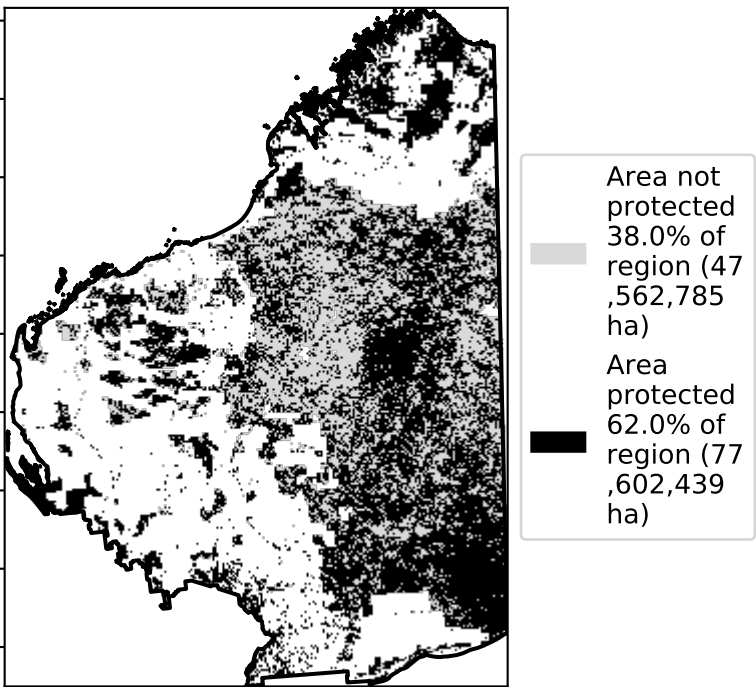 Area not
protected
38.0% of
region (47
,562,785
ha)
Area
protected
62.0% of
region (77
,602,439
ha)